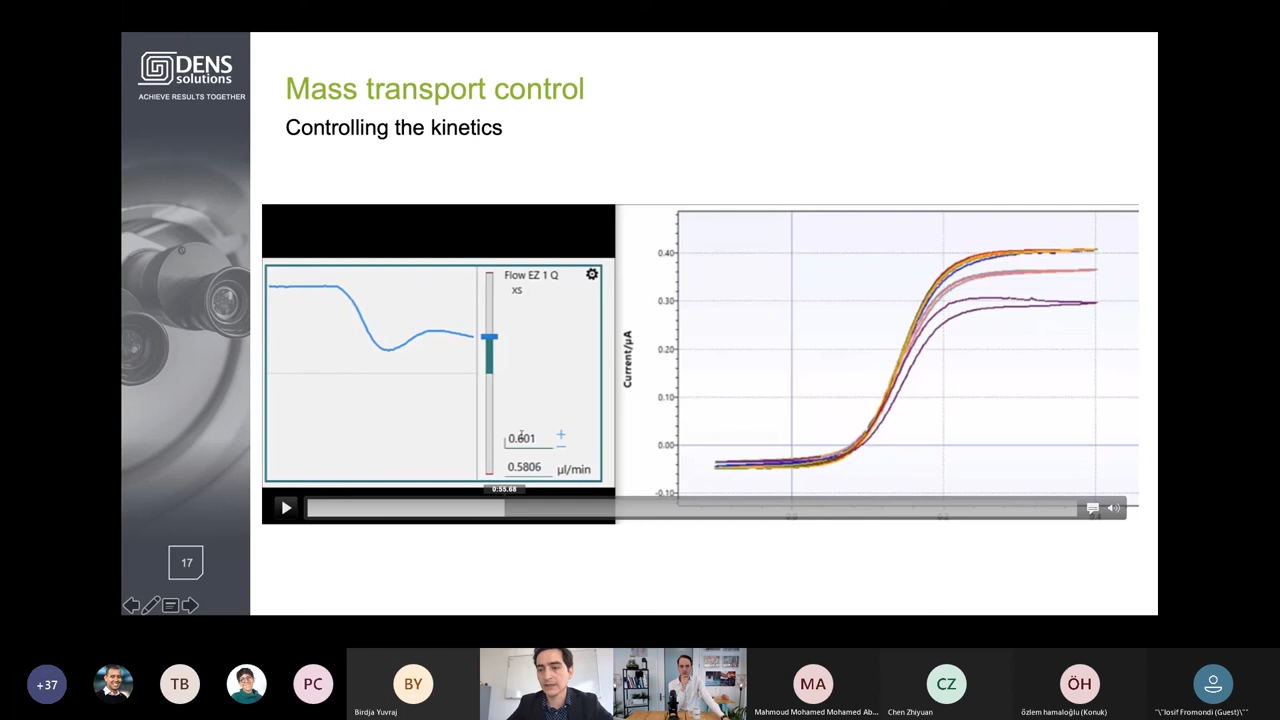 DENS
solutions
ACHIEVE RESULTS TOGETHER
Mass transport control
Controlling the kinetics
Flow EZ 1 Q
XS
0.601
0.5806 µl/min
0:55.68
Current/µA
0.40
0.30
0.20
0.10
0.00
-0.10
17
+37
TB
PC
BY
Birdja Yuvraj
MA
Mahmoud Mohamed Mohamed Ab...
CZ
Chen Zhiyuan
ÖH
özlem hamaloğlu (Konuk)
"\"Iosif Fromondi (Guest)\""